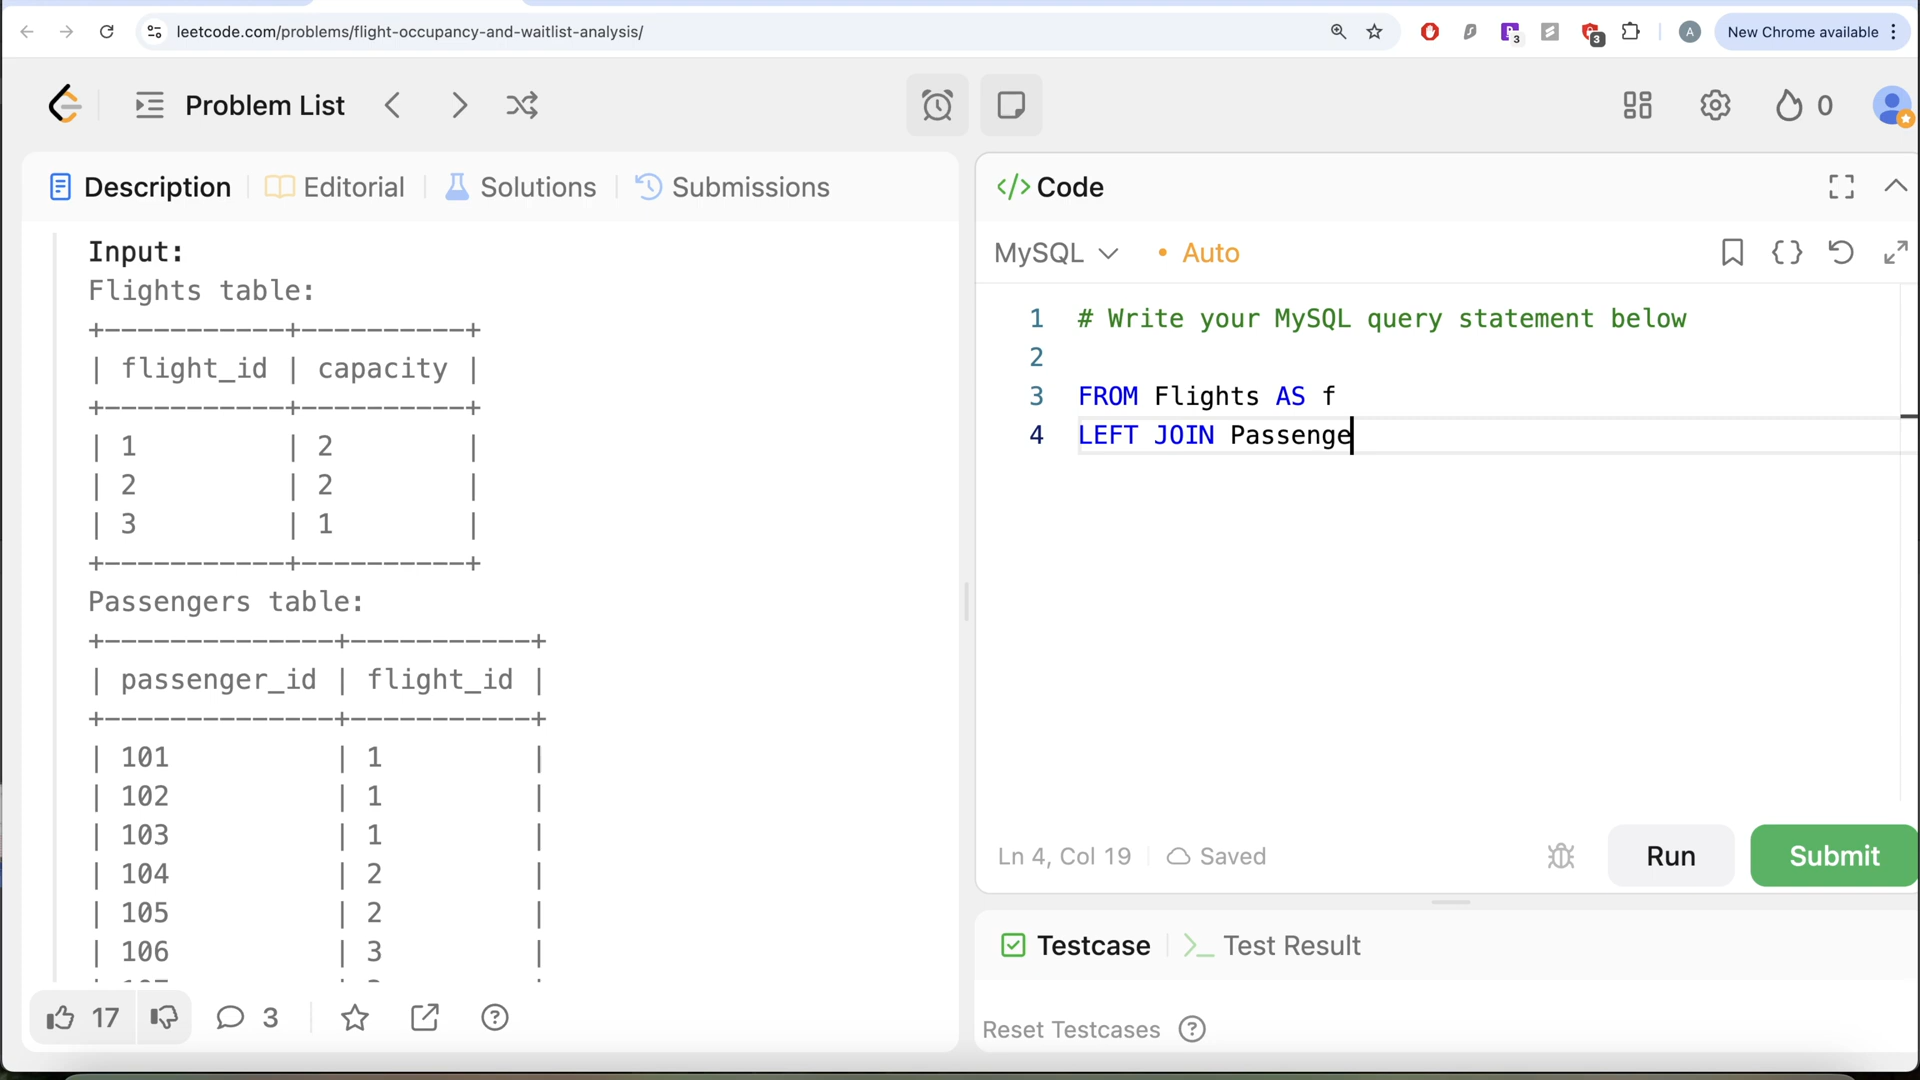 leetcode.com/problems/flight-occupancy-and-waitlist-analysis/
3
3
A
New Chrome available
Problem List
0
Description
Editorial
Solutions
Submissions
Input:
Flights table:
+-----------+----------+
| flight_id | capacity |
+-----------+----------+
| 1 | 2 |
| 2 | 2 |
| 3 | 1 |
+-----------+----------+
Passengers table:
+--------------+-----------+
| passenger_id | flight_id |
+--------------+-----------+
| 101 | 1 |
| 102 | 1 |
| 103 | 1 |
| 104 | 2 |
| 105 | 2 |
| 106 | 3 |
17
3
</> Code
MySQL
• Auto
{}
1 # Write your MySQL query statement below
2
3 FROM Flights AS f
4 LEFT JOIN Passenge
Ln 4, Col 19
Saved
Run
Submit
Testcase
>_ Test Result
Reset Testcases ?